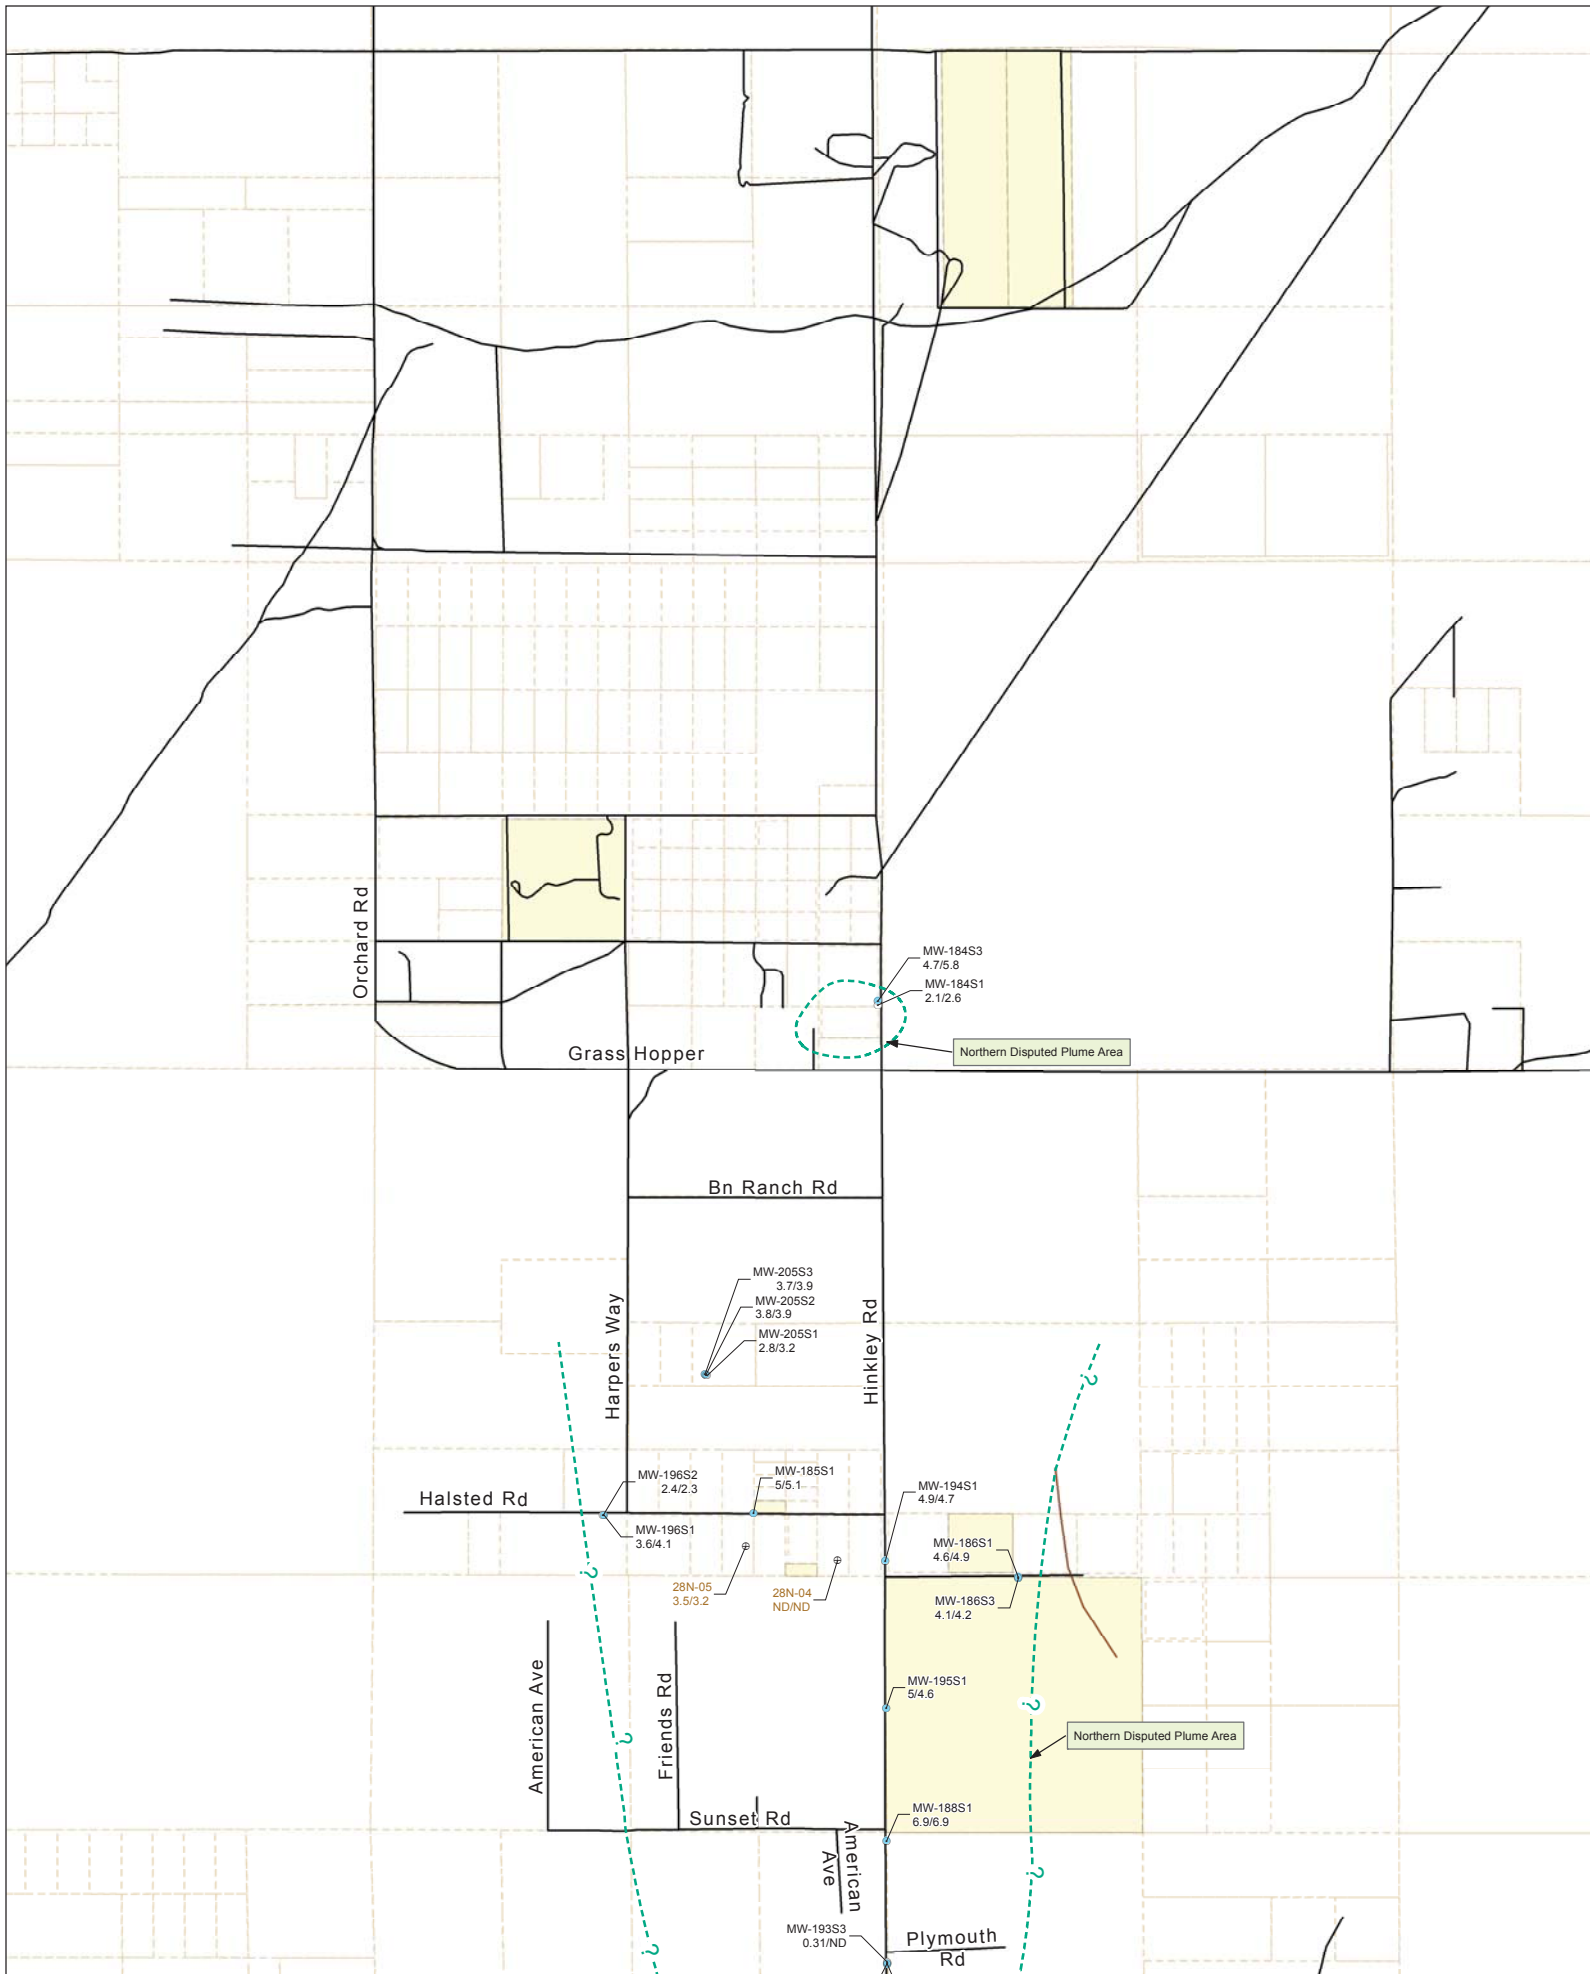 Orchard Rd
MW-184S3
4.7/5.8
MW-184S1
2.1/2.6
Grass Hopper
Northern Disputed Plume Area
Bn Ranch Rd
MW-205S3
3.7/3.9
MW-205S2
3.8/3.9
MW-205S1
2.8/3.2
Harpers Way
Hinkley Rd
?
MW-196S2
2.4/2.3
MW-185S1
5/5.1
MW-194S1
4.9/4.7
Halsted Rd
MW-196S1
3.6/4.1
MW-186S1
4.6/4.9
?
28N-05
3.5/3.2
28N-04
ND/ND
MW-186S3
4.1/4.2
American Ave
Friends Rd
MW-195S1
5/4.6
?
?
Northern Disputed Plume Area
Sunset Rd
MW-188S1
6.9/6.9
American
Ave
?
MW-193S3
0.31/ND
Plymouth
Rd
?